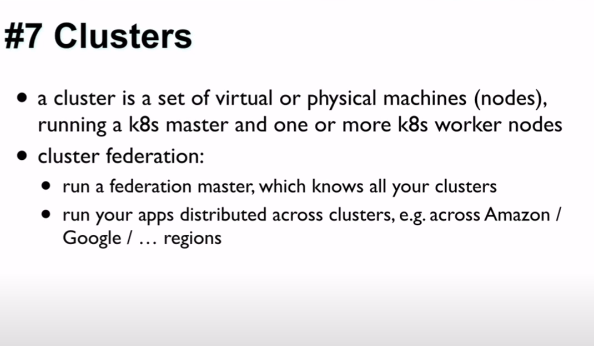 #7 Clusters
• a cluster is a set of virtual or physical machines (nodes),
running a k8s master and one or more k8s worker nodes
• cluster federation:
• run a federation master, which knows all your clusters
• run your apps distributed across clusters, e.g. across Amazon /
Google / … regions